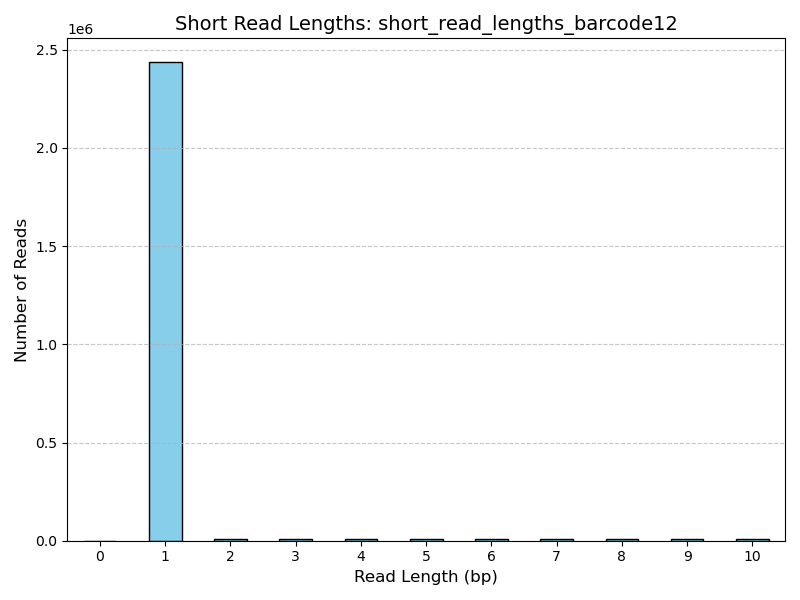 Short Read Lengths: short_read_lengths_barcode12
1e6
2.5
2.0
1.5
1.0
0.5
0.0
Number of Reads
0 1 2 3 4 5 6 7 8 9 10
Read Length (bp)